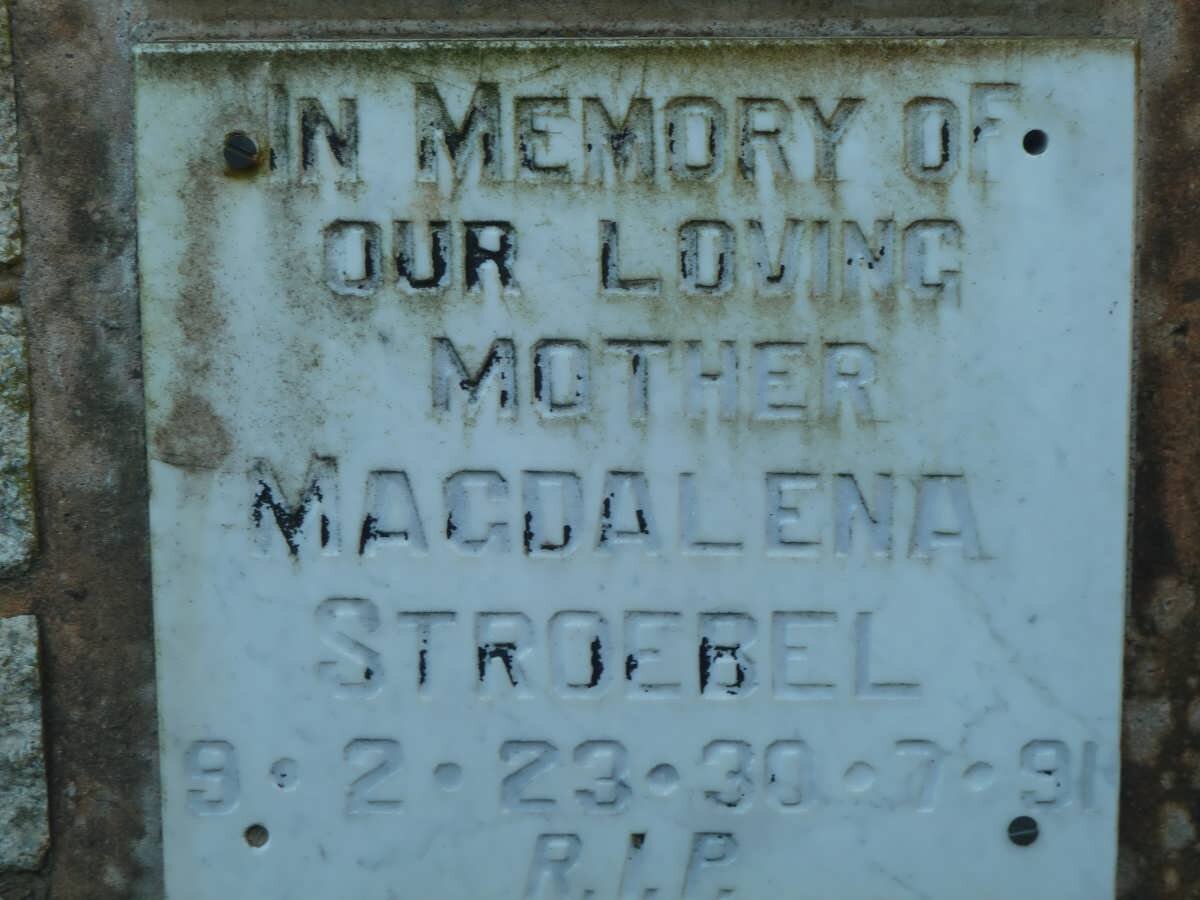 IN MEMORY OF
OUR LOVING
MOTHER
MAGDALENA
STROEBEL
9·2·23·30·7·91
R.I.P.